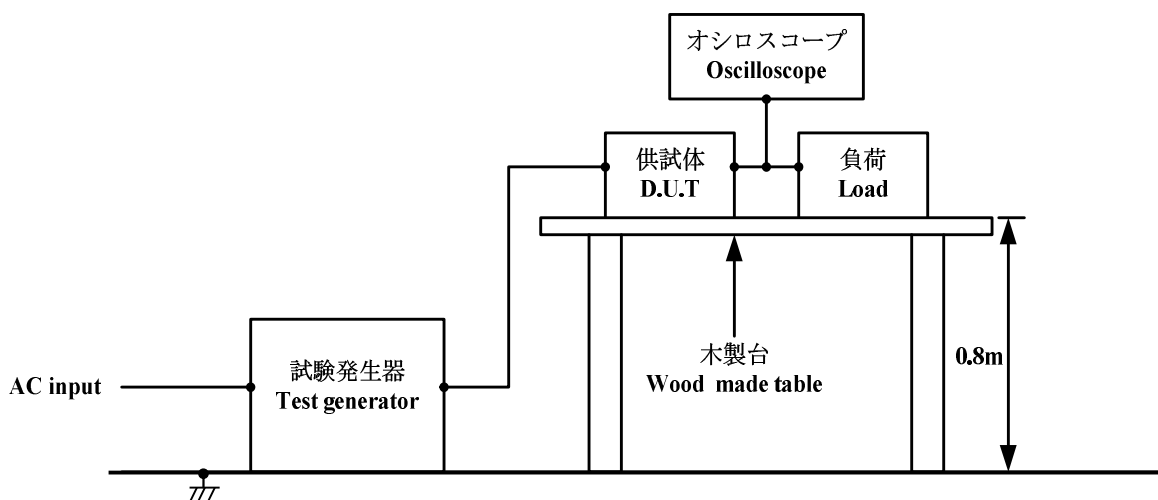 オシロスコープ
Oscilloscope
供試体
D.U.T
負荷
Load
試験発生器
Test generator
AC input
木製台
Wood made table
0.8m